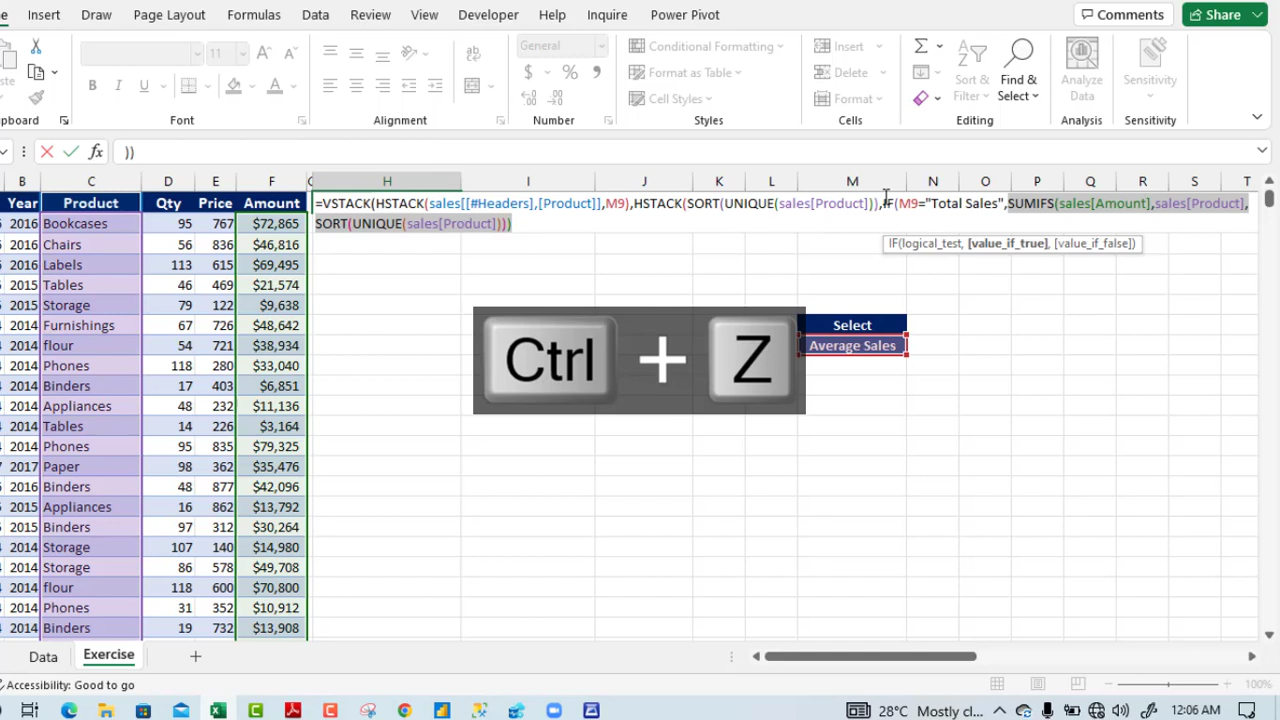 Insert Draw Page Layout Formulas Data Review View Developer Help Inquire Power Pivot Comments Share
11 A A General Conditional Formatting Insert
B I U A $ % , Format as Table Delete Sort & Find & Analyze Sensitivity
Cell Styles Format Filter Select Data
Font Alignment Number Styles Cells Editing Analysis Sensitivity
fx ))
B C D E F G H I J K L M N O P Q R S T
Year Product Qty Price Amount =VSTACK(HSTACK(sales[[#Headers],[Product]],M9),HSTACK(SORT(UNIQUE(sales[Product])),IF(M9="Total Sales",SUMIFS(sales[Amount],sales[Product],
2016 Bookcases 95 767 $72,865 SORT(UNIQUE(sales[Product])))
IF(logical_test, [value_if_true], [value_if_false])
2016 Chairs 56 836 $46,816
2016 Labels 113 615 $69,495
2015 Tables 46 469 $21,574
2015 Storage 79 122 $9,638
2014 Furnishings 67 726 $48,642 Select
2014 flour 54 721 $38,934 Average Sales
2014 Phones 118 280 $33,040
2014 Binders 17 403 $6,851
2014 Appliances 48 232 $11,136
2014 Tables 14 226 $3,164
2014 Phones 95 835 $79,325
2017 Paper 98 362 $35,476
2016 Binders 48 877 $42,096
2015 Appliances 16 862 $13,792
2015 Binders 97 312 $30,264
2014 Storage 107 140 $14,980
2014 Storage 86 578 $49,708
2014 flour 118 600 $70,800
2014 Phones 31 352 $10,912
2014 Binders 19 732 $13,908
Ctrl + Z
Data Exercise
Accessibility: Good to go 100%
28°C Mostly cl... 12:06 AM